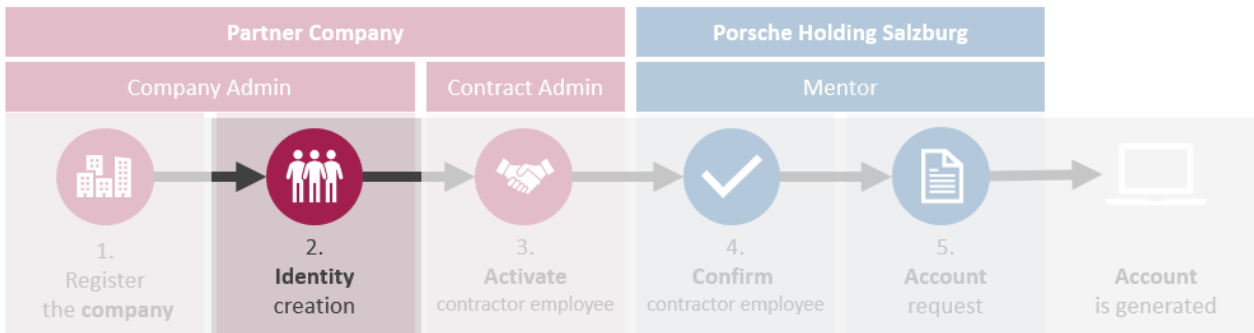 Partner Company
Porsche Holding Salzburg
Company Admin
Contract Admin
Mentor
1.
Register
the company
2.
Identity
creation
3.
Activate
contractor employee
4.
Confirm
contractor employee
5.
Account
request
Account
is generated